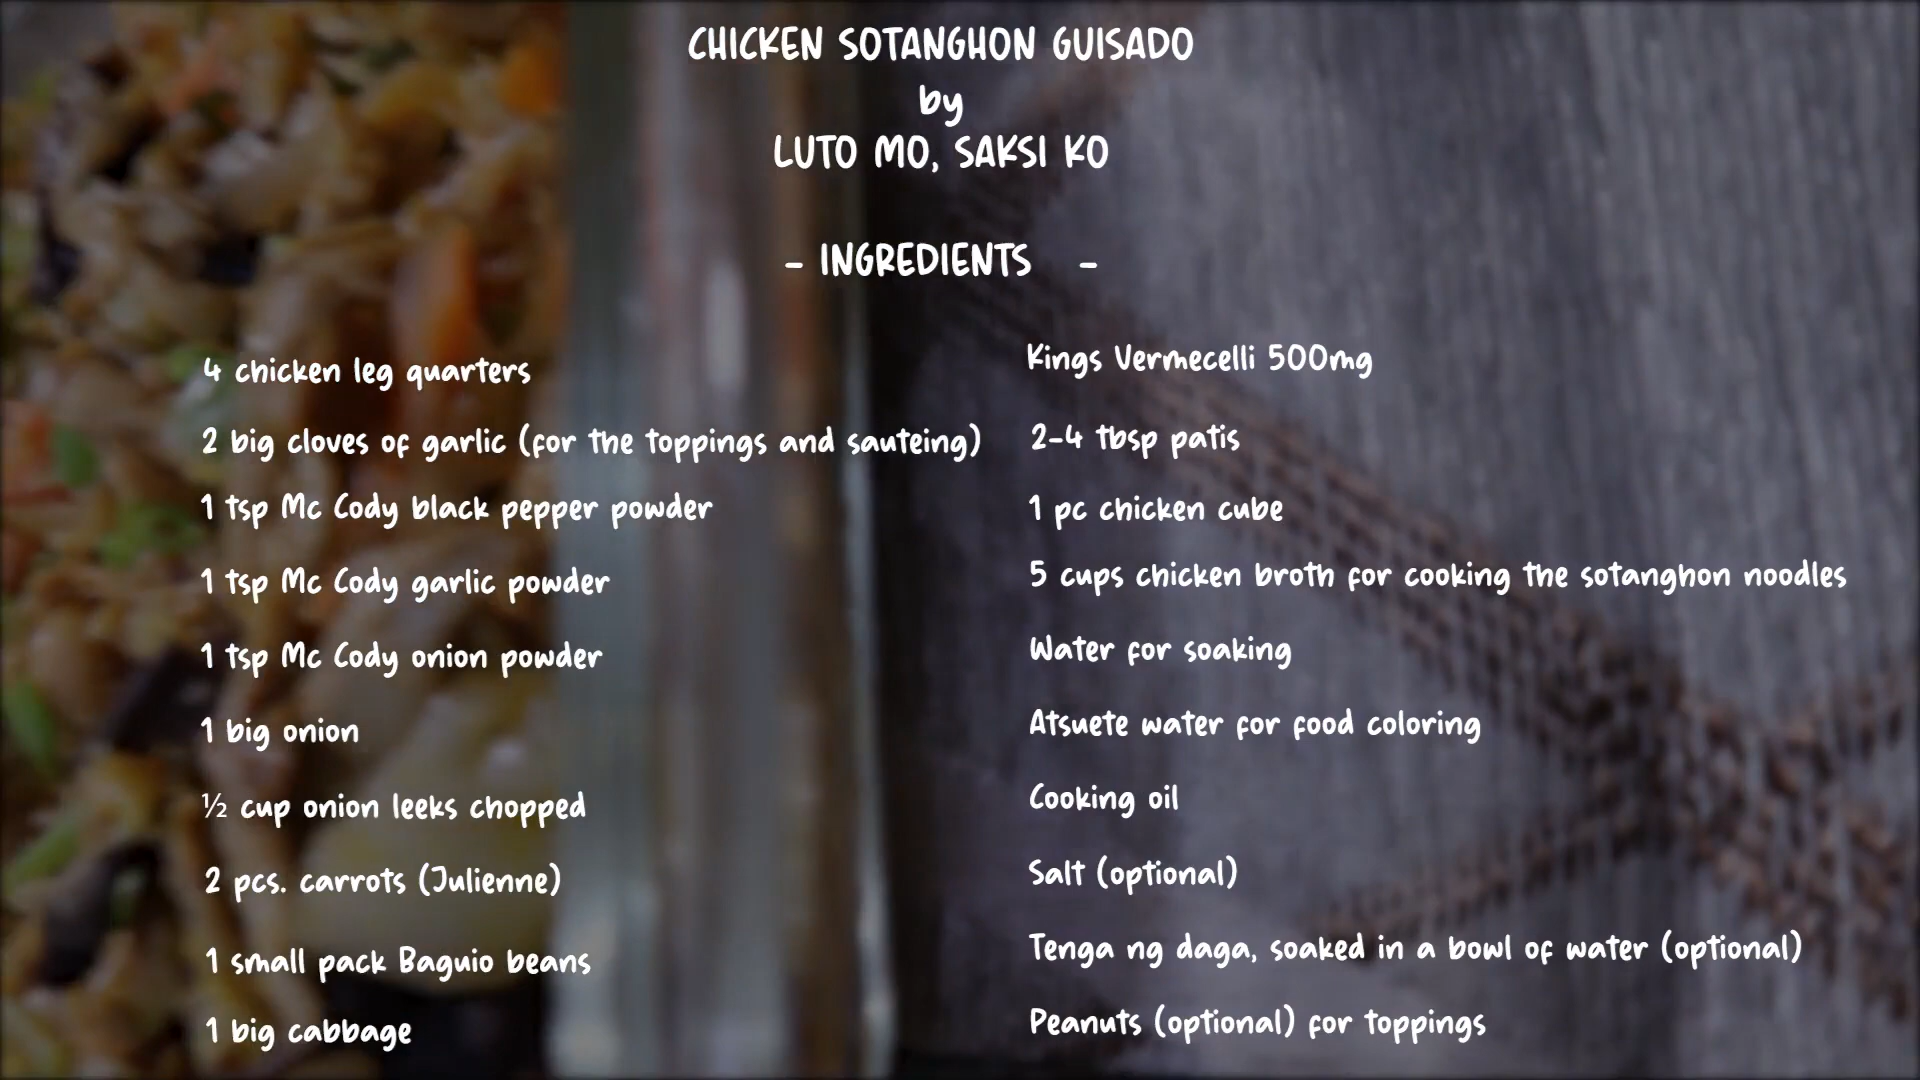 CHICKEN SOTANGHON GUISADO
by
LUTO MO, SAKSI KO
- INGREDIENTS -
4 chicken leg quarters
2 big cloves of garlic (for the toppings and sauteing)
1 tsp Mc Cody black pepper powder
1 tsp Mc Cody garlic powder
1 tsp Mc Cody onion powder
1 big onion
½ cup onion leeks chopped
2 pcs. carrots (Julienne)
1 small pack Baguio beans
1 big cabbage
Kings Vermecelli 500mg
2-4 tbsp patis
1 pc chicken cube
5 cups chicken broth for cooking the sotanghon noodles
Water for soaking
Atsuete water for food coloring
Cooking oil
Salt (optional)
Tenga ng daga, soaked in a bowl of water (optional)
Peanuts (optional) for toppings